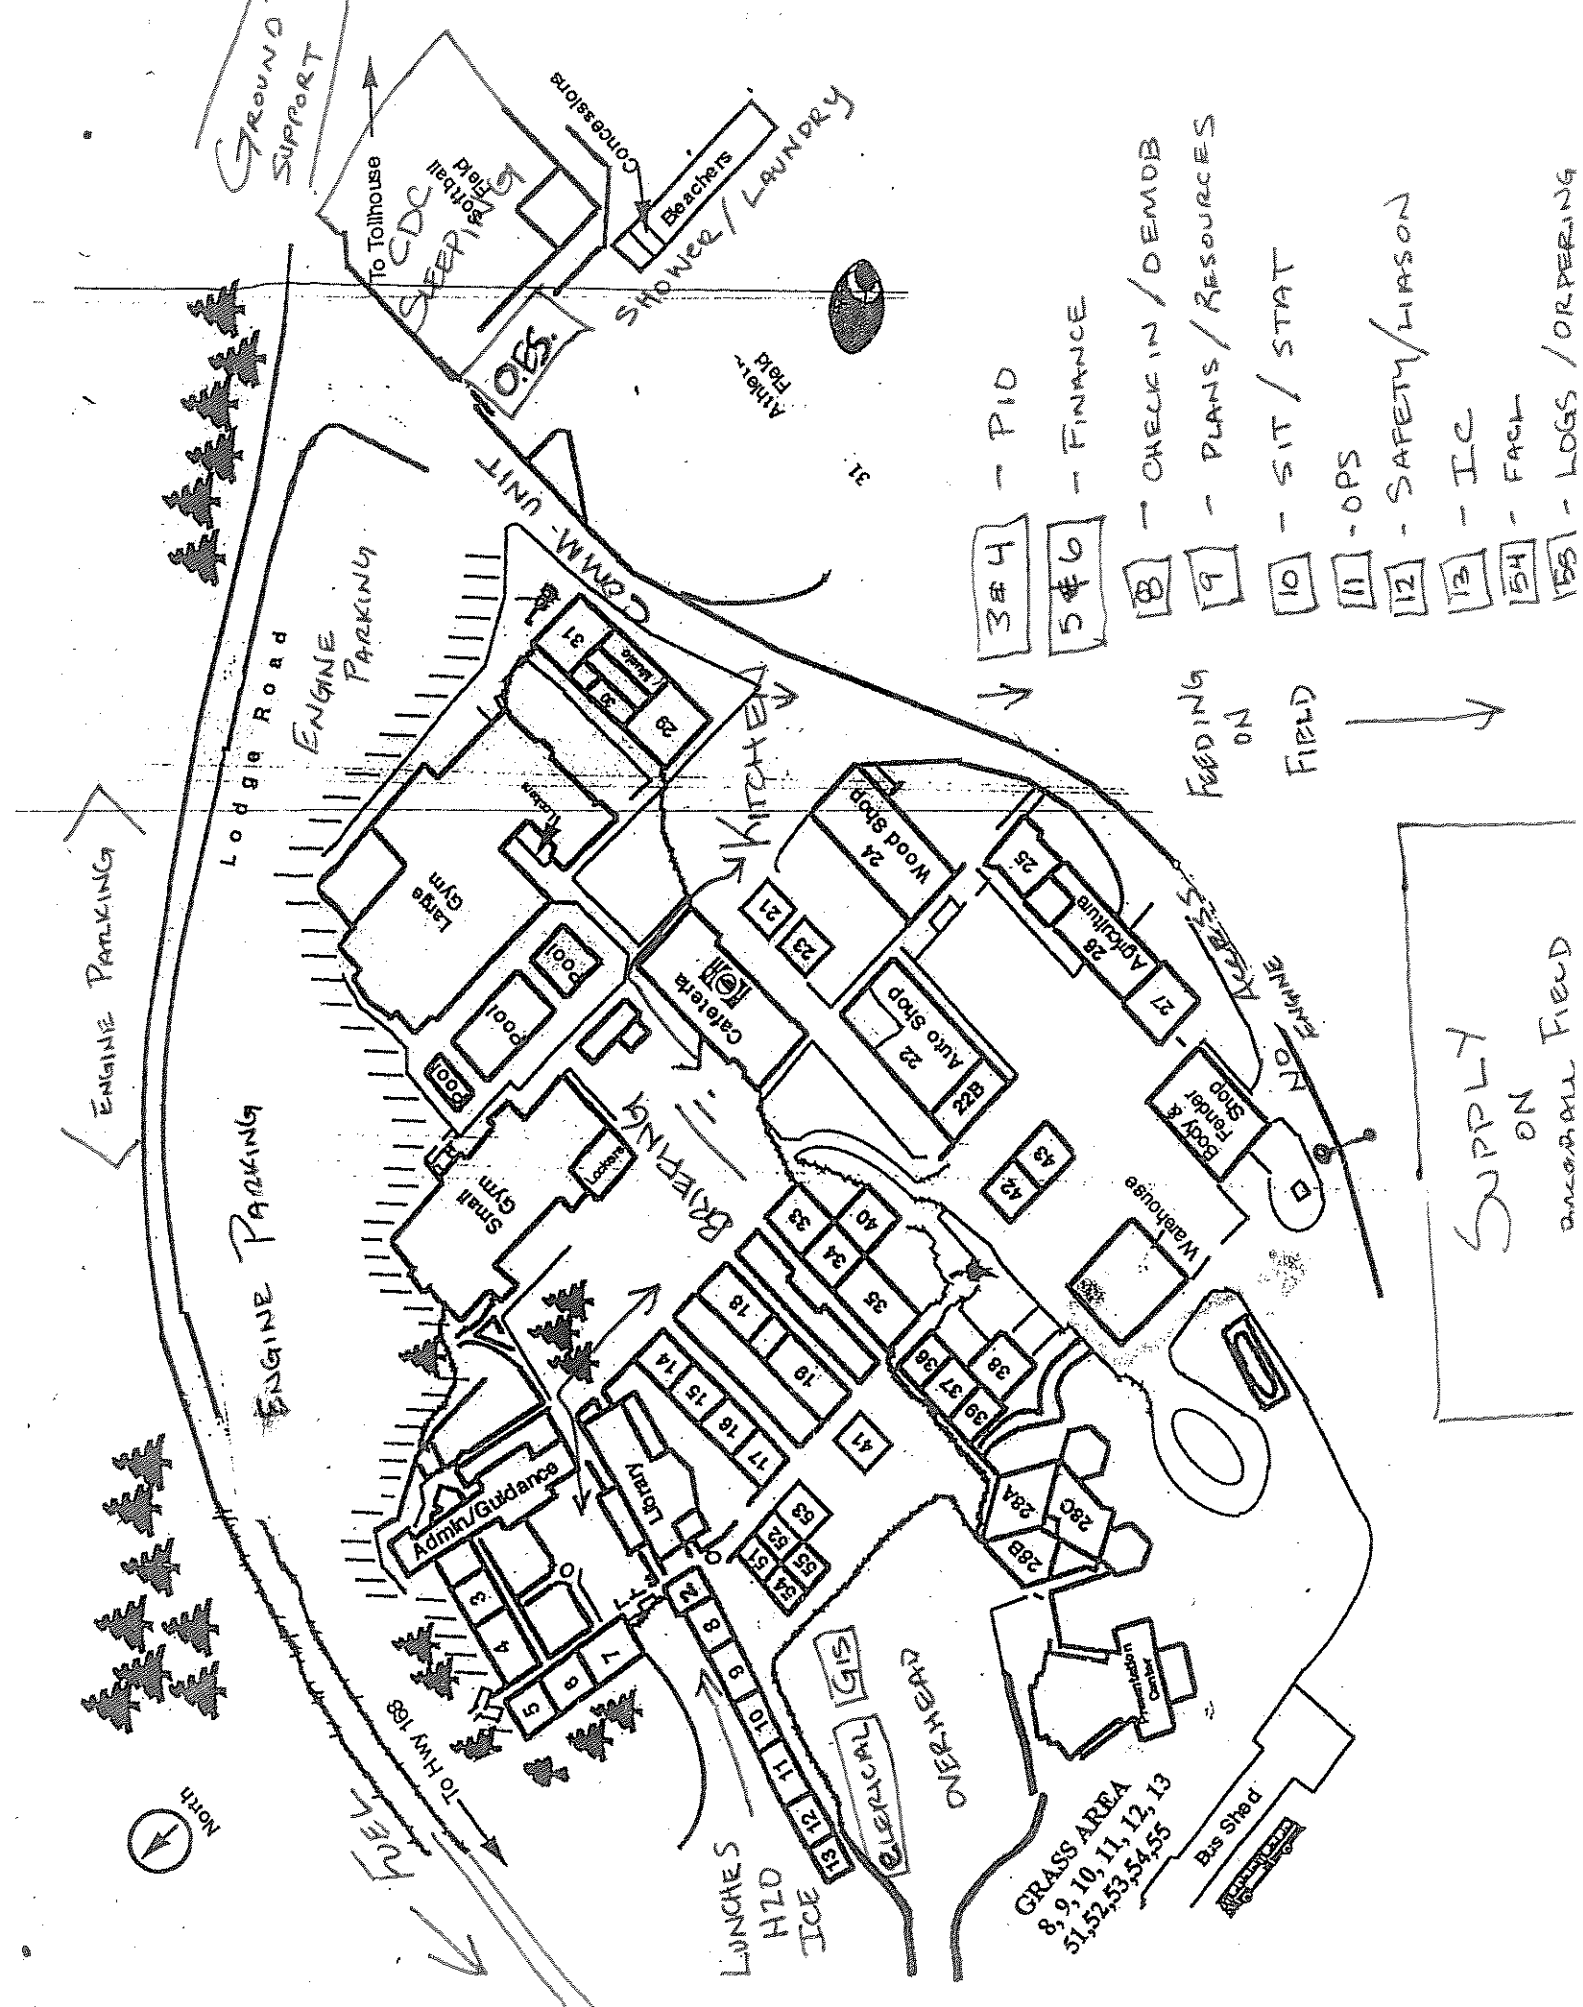 GROUND
SUPPORT
To Tollhouse
Softball
Field
CDC
SLEEPING
Concessions
Bleachers
SHOWER / LAUNDRY
O.E.S.
Field
31
COMM - UNIT
Lodge Road
ENGINE
PARKING
ENGINE PARKING
ENGINE PARKING
31
Music
30
29
Large
Gym
Pool
Pool
Pool
Small
Gym
Lockers
KITCHEN
Cafeteria
BRIEFING
21
23
Wood Shop
24
25
Agriculture
26
27
Auto Shop
22
22B
Body &
Fender
Shop
NO ENGINE
ACCESS
42
43
Warehouse
33
34
35
40
36
37
38
39
18
19
14
15
16
17
41
Library
Admin/Guidance
3
4
5
6
7
2
8
9
10
11
12
13
51
52
53
54
55
28A
28B
28C
Presentation
Center
GIS
CLERICAL
OVERHEAD
LUNCHES
H2O
ICE
FUEL
To Hwy 168
North
GRASS AREA
8, 9, 10, 11, 12, 13
51,52,53,54,55
Bus Shed
3 & 4 - PIO
5 & 6 - FINANCE
8 - CHECK IN / DEMOB
9 - PLANS / RESOURCES
10 - SIT / STAT
11 - OPS
12 - SAFETY/LIASON
13 - IC
54 - FACL
55 - LOGS / ORDERING
FEEDING
ON
FIELD
SUPPLY
ON
FIELD